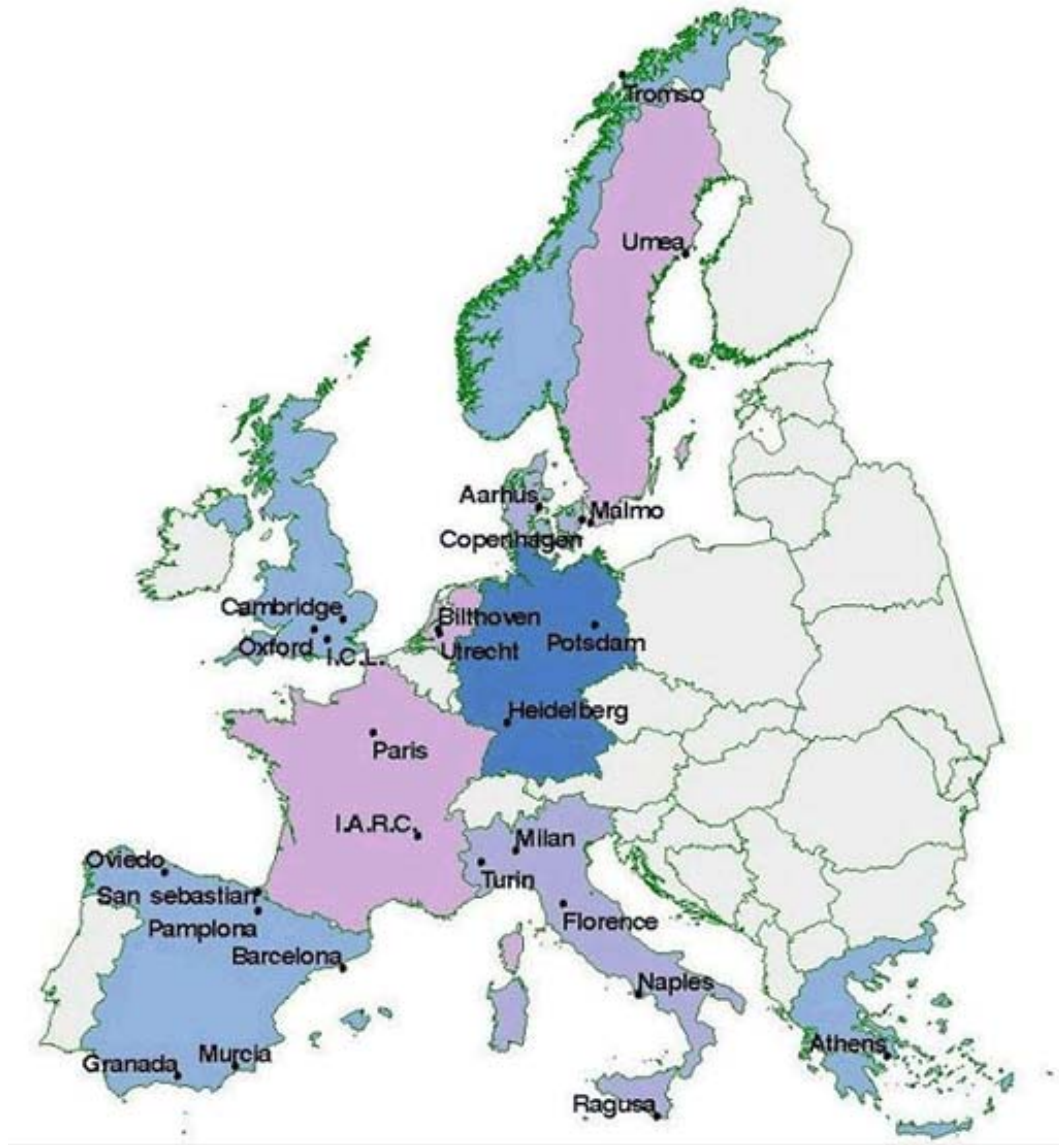 Tromso
Umea
Aarhus
Malmo
Copenhagen
Cambridge
Bilthoven
Oxford
I.C.L.
Utrecht
Potsdam
Heidelberg
Paris
I.A.R.C.
Milan
Oviedo
Turin
San sebastian
Pamplona
Florence
Barcelona
Naples
Athens
Murcia
Granada
Ragusa